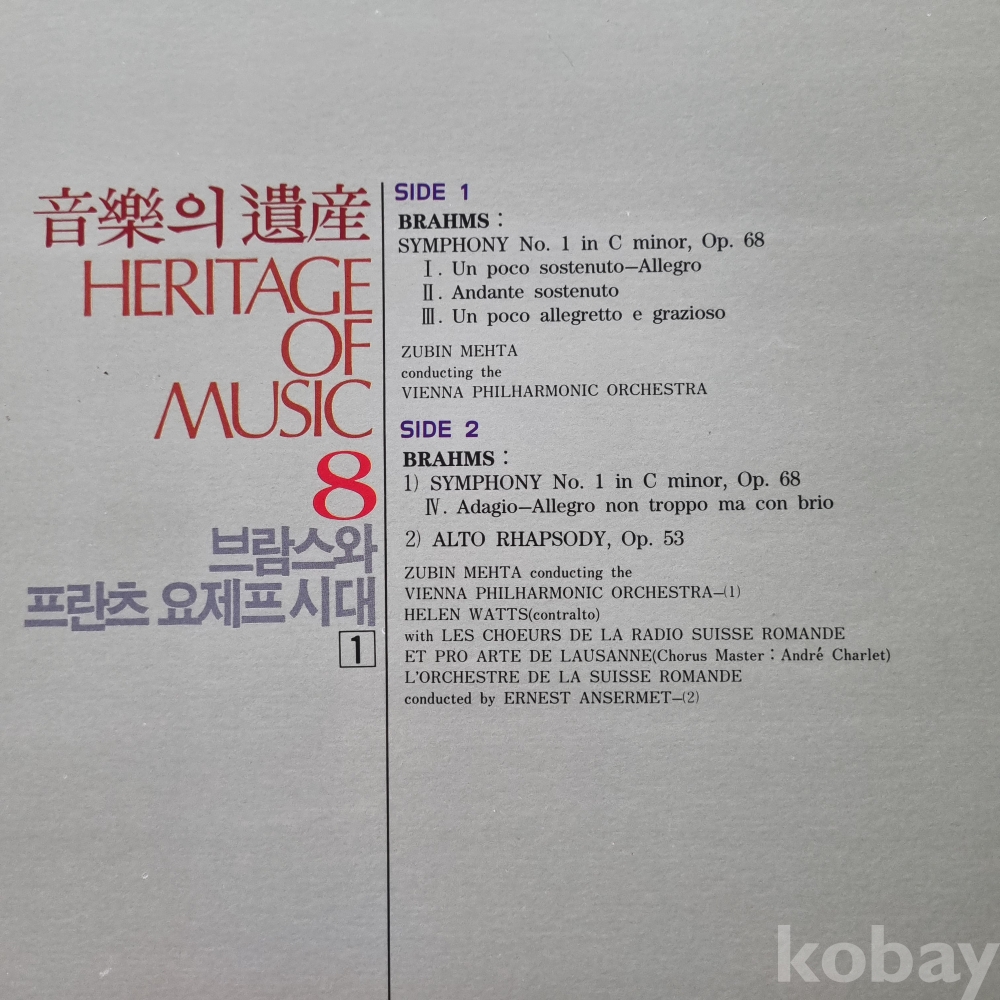 音樂의 遺産
HERITAGE
OF
MUSIC
8
브람스와
프란츠 요제프 시대
1
SIDE 1
BRAHMS :
SYMPHONY No. 1 in C minor, Op. 68
Ⅰ. Un poco sostenuto—Allegro
Ⅱ. Andante sostenuto
Ⅲ. Un poco allegretto e grazioso
ZUBIN MEHTA
conducting the
VIENNA PHILHARMONIC ORCHESTRA
SIDE 2
BRAHMS :
1) SYMPHONY No. 1 in C minor, Op. 68
Ⅳ. Adagio—Allegro non troppo ma con brio
2) ALTO RHAPSODY, Op. 53
ZUBIN MEHTA conducting the
VIENNA PHILHARMONIC ORCHESTRA—(1)
HELEN WATTS(contralto)
with LES CHOEURS DE LA RADIO SUISSE ROMANDE
ET PRO ARTE DE LAUSANNE(Chorus Master : André Charlet)
L'ORCHESTRE DE LA SUISSE ROMANDE
conducted by ERNEST ANSERMET—(2)
kobay